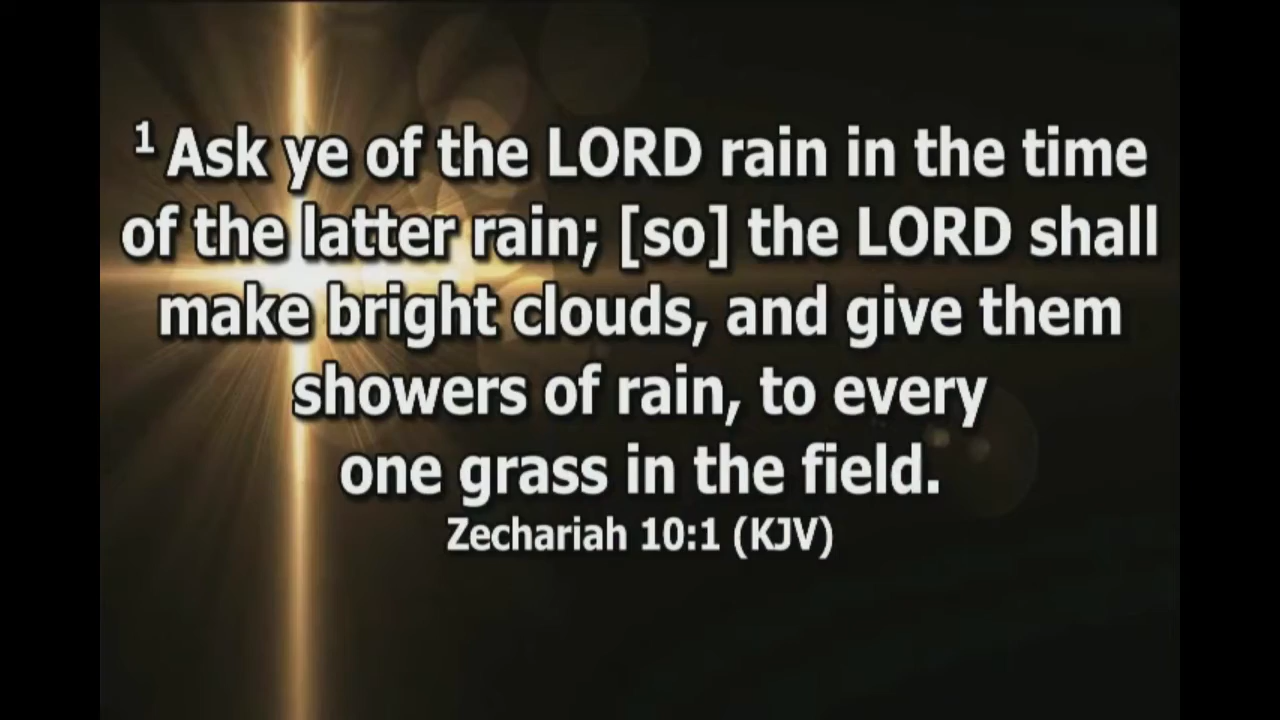 1 Ask ye of the LORD rain in the time
of the latter rain; [so] the LORD shall
make bright clouds, and give them
showers of rain, to every
one grass in the field.
Zechariah 10:1 (KJV)